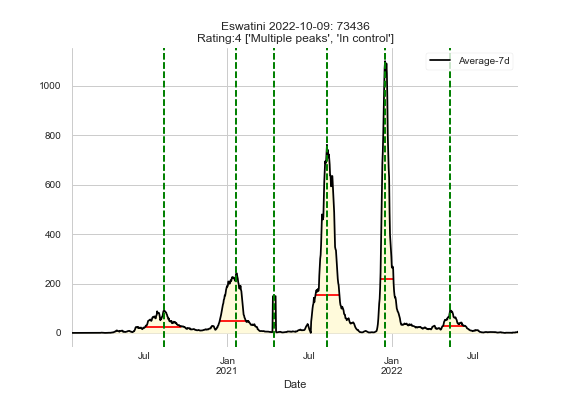 Eswatini 2022-10-09: 73436
Rating:4 ['Multiple peaks', 'In control']
Average-7d
1000
800
600
400
200
0
Jul
Jan
2021
Jul
Jan
2022
Jul
Date